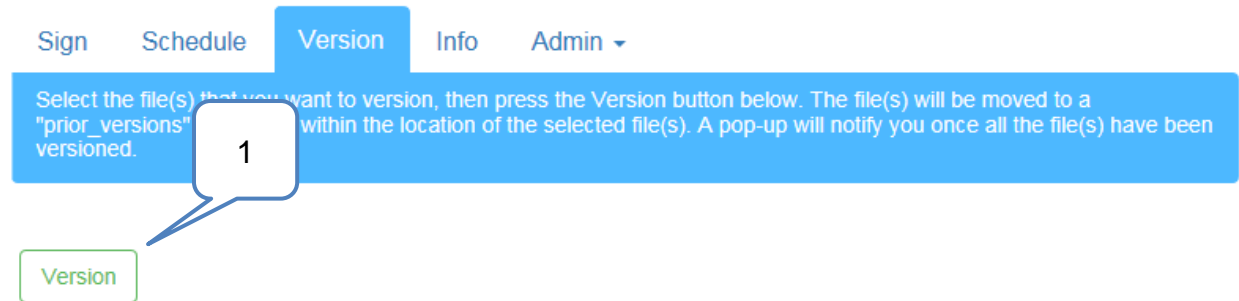 Sign Schedule Version Info Admin
Select the file(s) that you want to version, then press the Version button below. The file(s) will be moved to a
"prior_versions" within the location of the selected file(s). A pop-up will notify you once all the file(s) have been
versioned.
1
Version